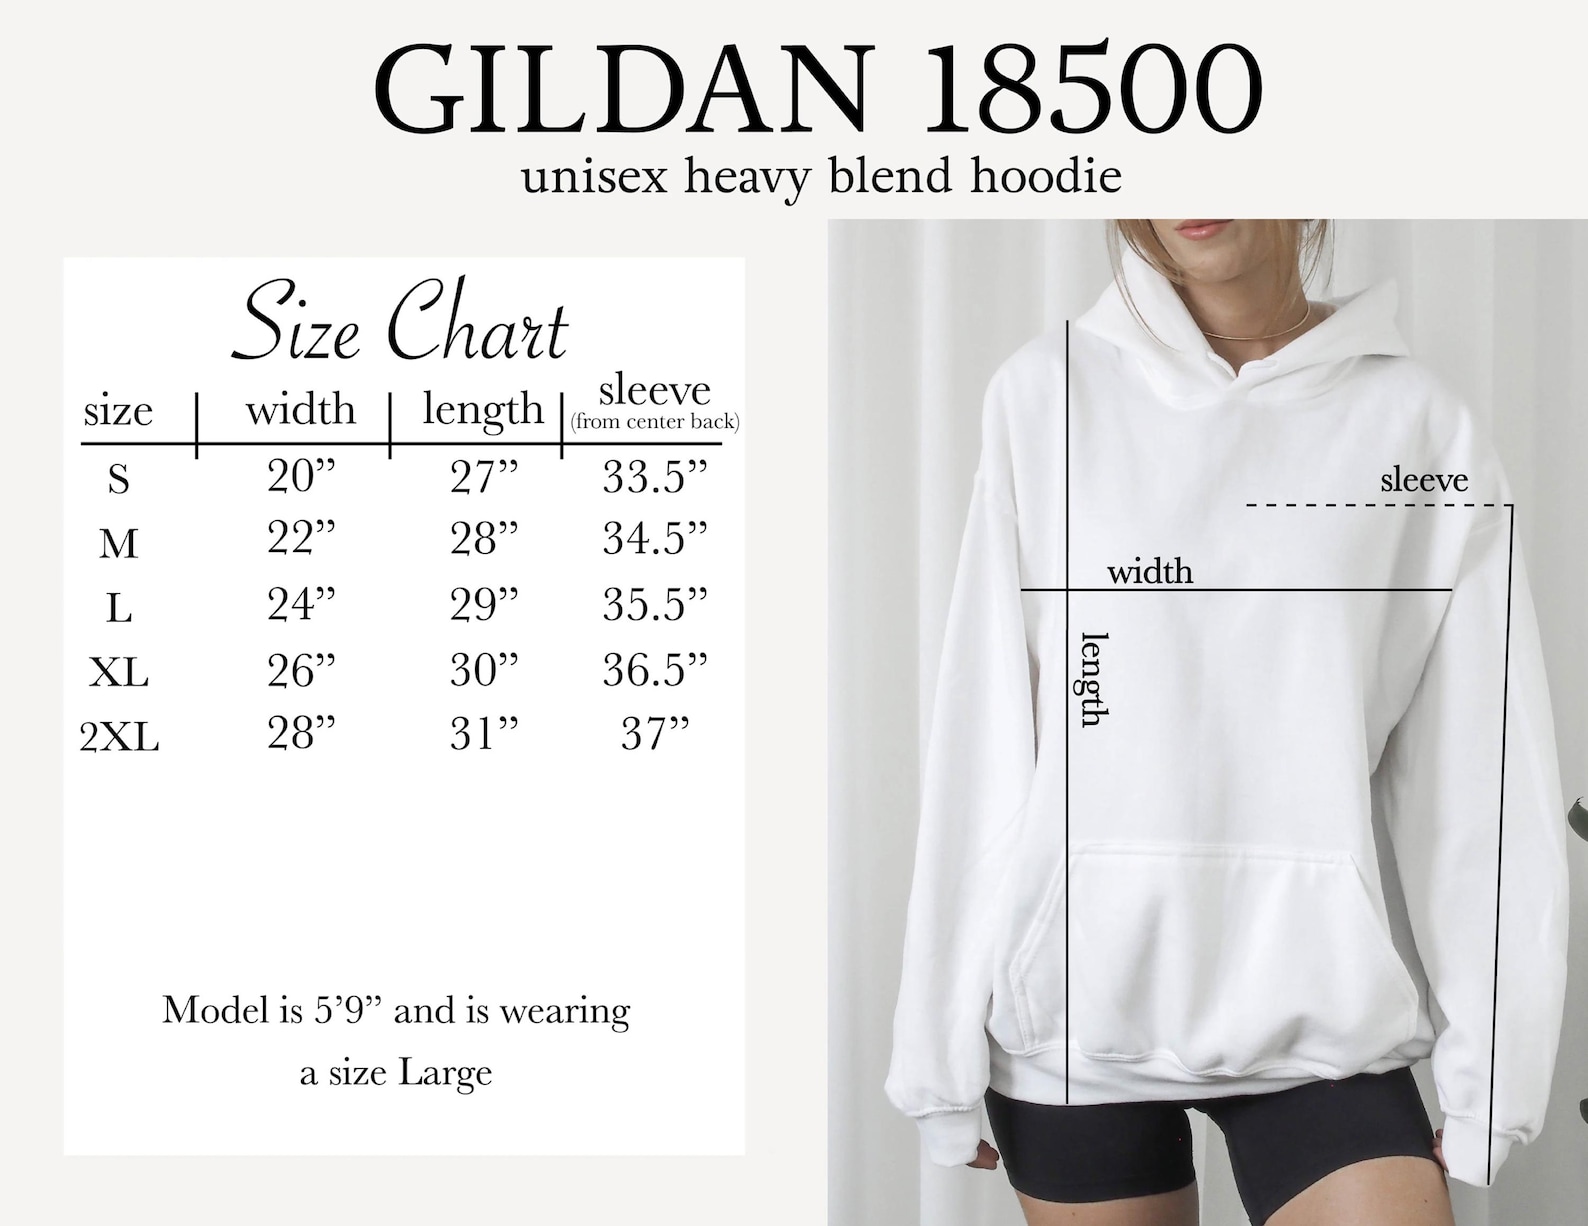 GILDAN 18500
unisex heavy blend hoodie
Size Chart
size width length sleeve
(from center back)
S 20” 27” 33.5”
M 22” 28” 34.5”
L 24” 29” 35.5”
XL 26” 30” 36.5”
2XL 28” 31” 37”
Model is 5’9” and is wearing
a size Large
sleeve
width
length